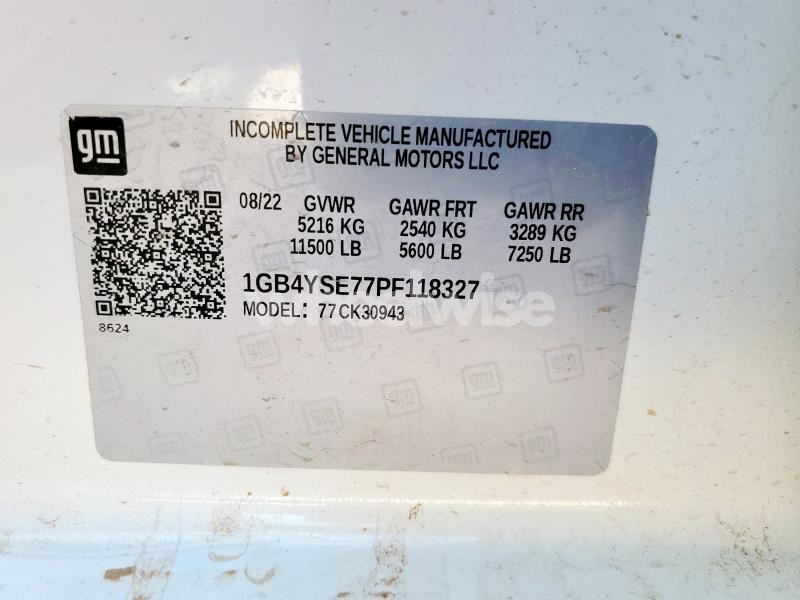 gm
INCOMPLETE VEHICLE MANUFACTURED
BY GENERAL MOTORS LLC
08/22 GVWR GAWR FRT GAWR RR
5216 KG 2540 KG 3289 KG
11500 LB 5600 LB 7250 LB
1GB4YSE77PF118327
MODEL: 77CK30943
8624